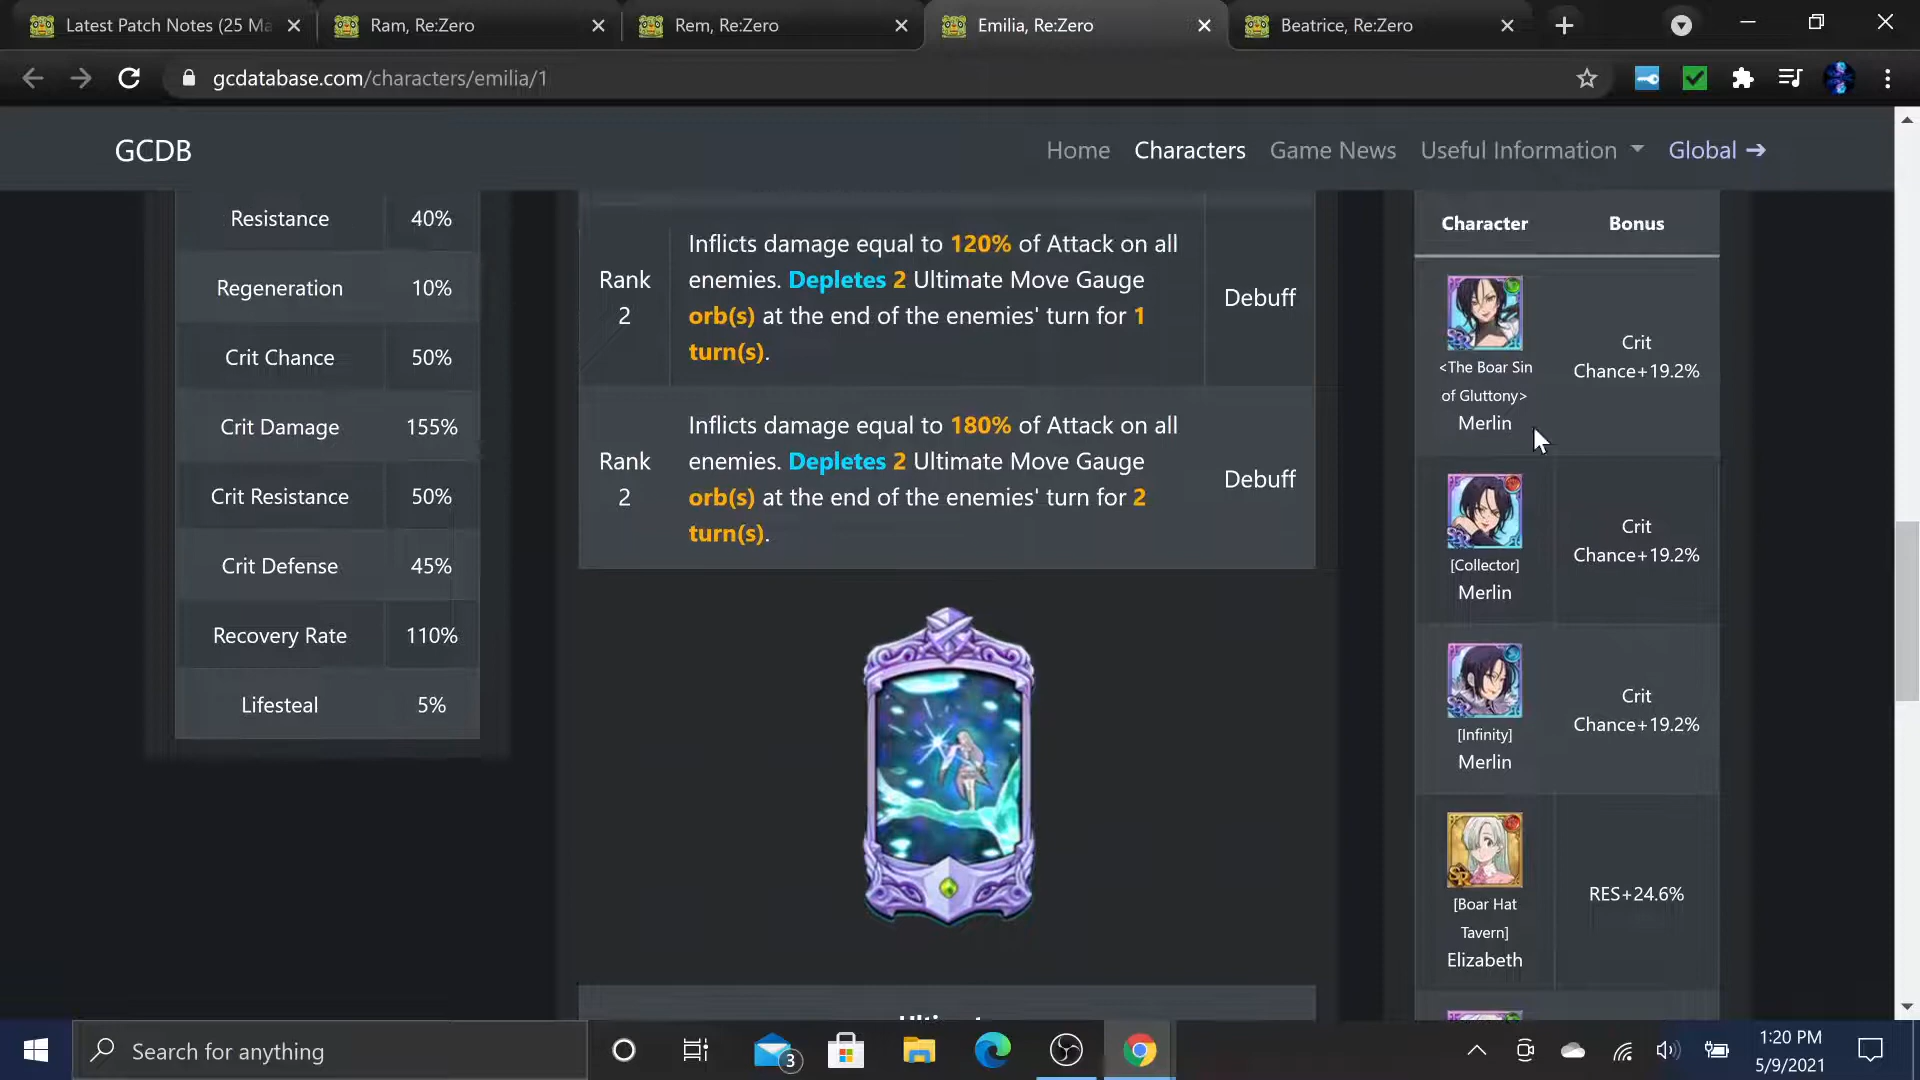 Latest Patch Notes (25 Ma
Ram, Re:Zero
Rem, Re:Zero
Emilia, Re:Zero
Beatrice, Re:Zero
gcdatabase.com/characters/emilia/1
GCDB
Home
Characters
Game News
Useful Information
Global
Resistance 40%
Regeneration 10%
Crit Chance 50%
Crit Damage 155%
Crit Resistance 50%
Crit Defense 45%
Recovery Rate 110%
Lifesteal 5%
Rank
2
Inflicts damage equal to 120% of Attack on all
enemies. Depletes 2 Ultimate Move Gauge
orb(s) at the end of the enemies' turn for 1
turn(s).
Debuff
Rank
2
Inflicts damage equal to 180% of Attack on all
enemies. Depletes 2 Ultimate Move Gauge
orb(s) at the end of the enemies' turn for 2
turn(s).
Debuff
Character Bonus
<The Boar Sin
of Gluttony>
Merlin
Crit
Chance+19.2%
[Collector]
Merlin
Crit
Chance+19.2%
[Infinity]
Merlin
Crit
Chance+19.2%
SR
[Boar Hat
Tavern]
Elizabeth
RES+24.6%
Search for anything
3
1:20 PM
5/9/2021